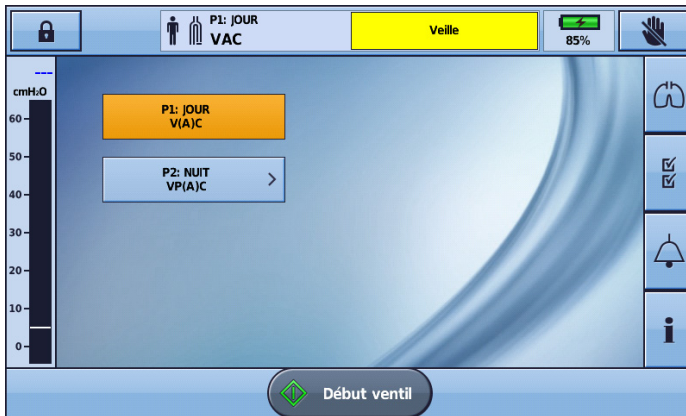 P1: JOUR
VAC
Veille
85%
---
cmH₂O
60
50
40
30
20
10
0
P1: JOUR
V(A)C
P2: NUIT
VP(A)C
Début ventil